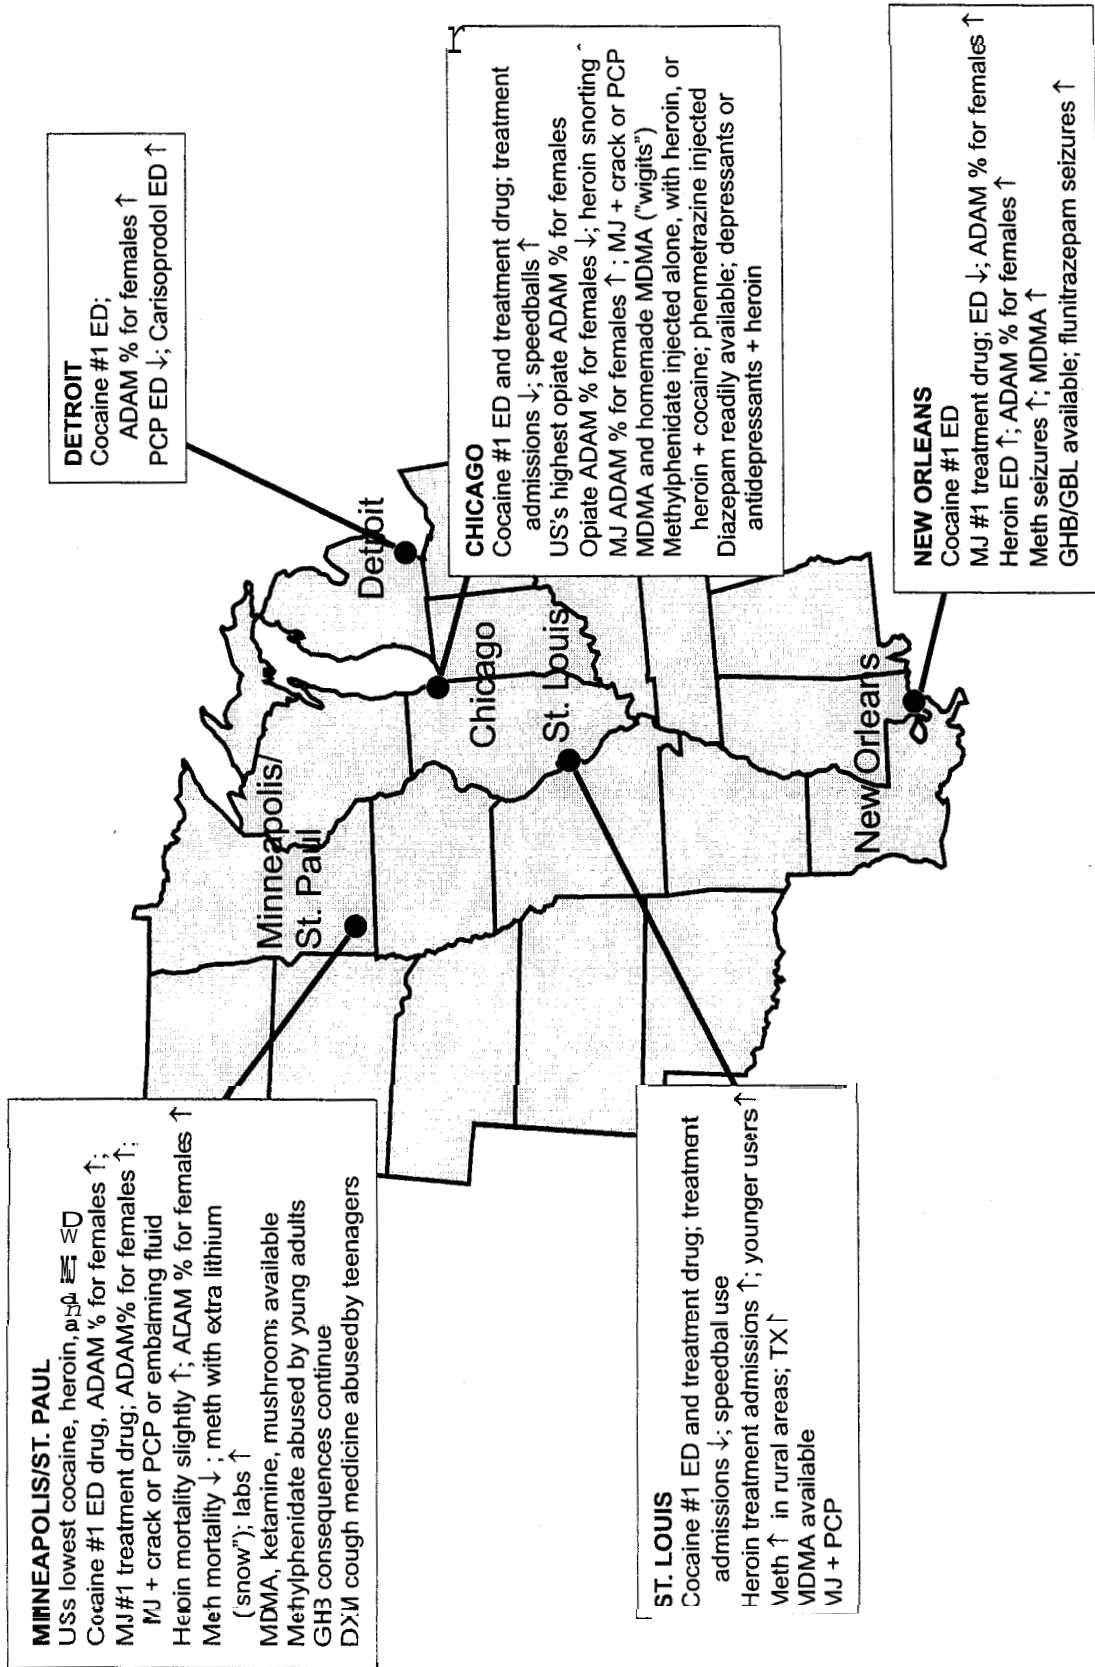 MINNEAPOLIS/ST. PAUL
USs lowest cocaine, heroin,
Cocaine #1 ED drug, ADAM % for females ↑;
MJ #1 treatment drug; ADAM % for females ↑;
MJ + crack or PCP or embaming fluid
Heroin mortality slightly ↑; ADAM % for females ↑
Meth mortality ↓; meth with extra lithium
("snow"); labs ↑
MDMA, ketamine, mushrooms available
Methylphenidate abused by young adults
GHB consequences continue
DXM cough medicine abused by teenagers
DETROIT
Cocaine #1 ED;
ADAM % for females ↑
PCP ED ↓; Carisoprodol ED ↑
Minneapolis/
St. Paul
Detroit
Chicago
St. Louis
New Orleans
CHICAGO
Cocaine #1 ED and treatment drug; treatment
admissions ↓; speedballs ↑
US's highest opiate ADAM % for females
Opiate ADAM % for females ↓; heroin snorting
MJ ADAM % for females ↑; MJ + crack or PCP
MDMA and homemade MDMA ("wigits")
Methylphenidate injected alone, with heroin, or
heroin + cocaine; phenmetrazine injected
Diazepam readily available; depressants or
antidepressants + heroin
ST. LOUIS
Cocaine #1 ED and treatment drug; treatment
admissions ↓; speedbal use
Heroin treatment admissions ↑; younger users ↑
Meth ↑ in rural areas; TX ↑
MDMA available
MJ + PCP
NEW ORLEANS
Cocaine #1 ED
MJ #1 treatment drug; ED ↓; ADAM % for females ↑
Heroin ED ↑; ADAM % for females ↑
Meth seizures ↑; MDMA ↑
GHB/GBL available; flunitrazepam seizures ↑